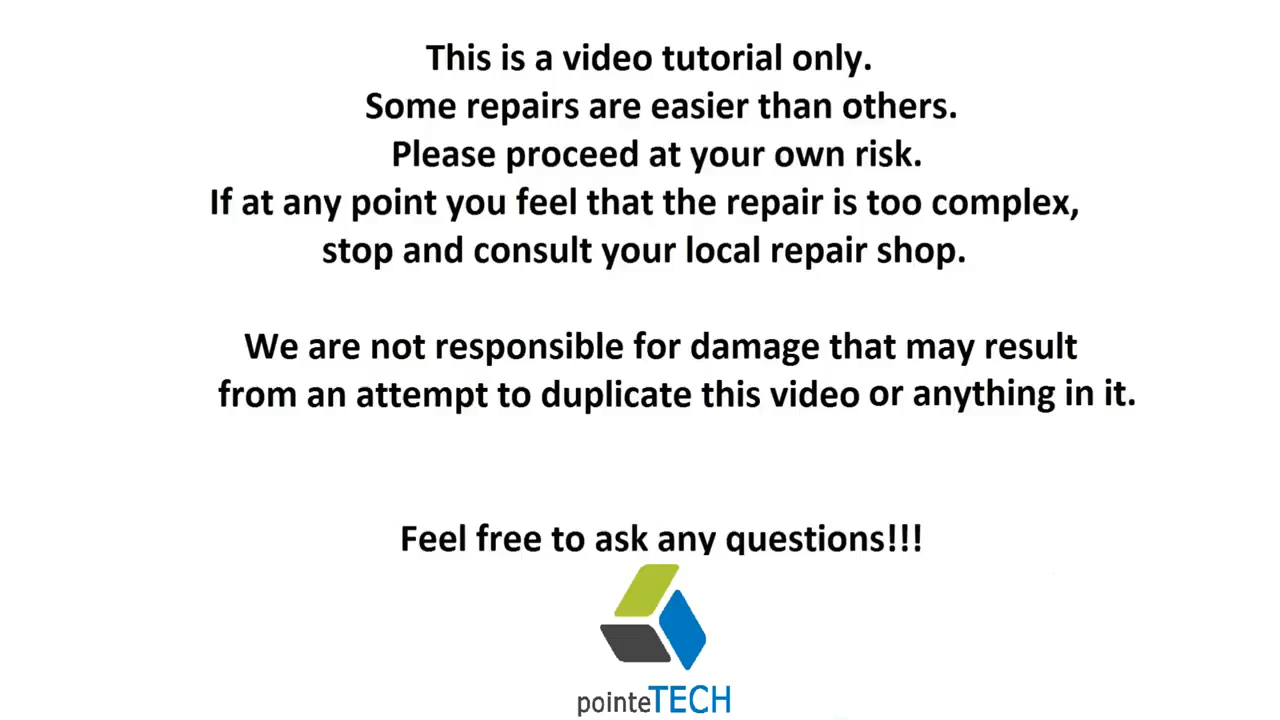 This is a video tutorial only.
Some repairs are easier than others.
Please proceed at your own risk.
If at any point you feel that the repair is too complex,
stop and consult your local repair shop.
We are not responsible for damage that may result
from an attempt to duplicate this video or anything in it.
Feel free to ask any questions!!!
pointeTECH